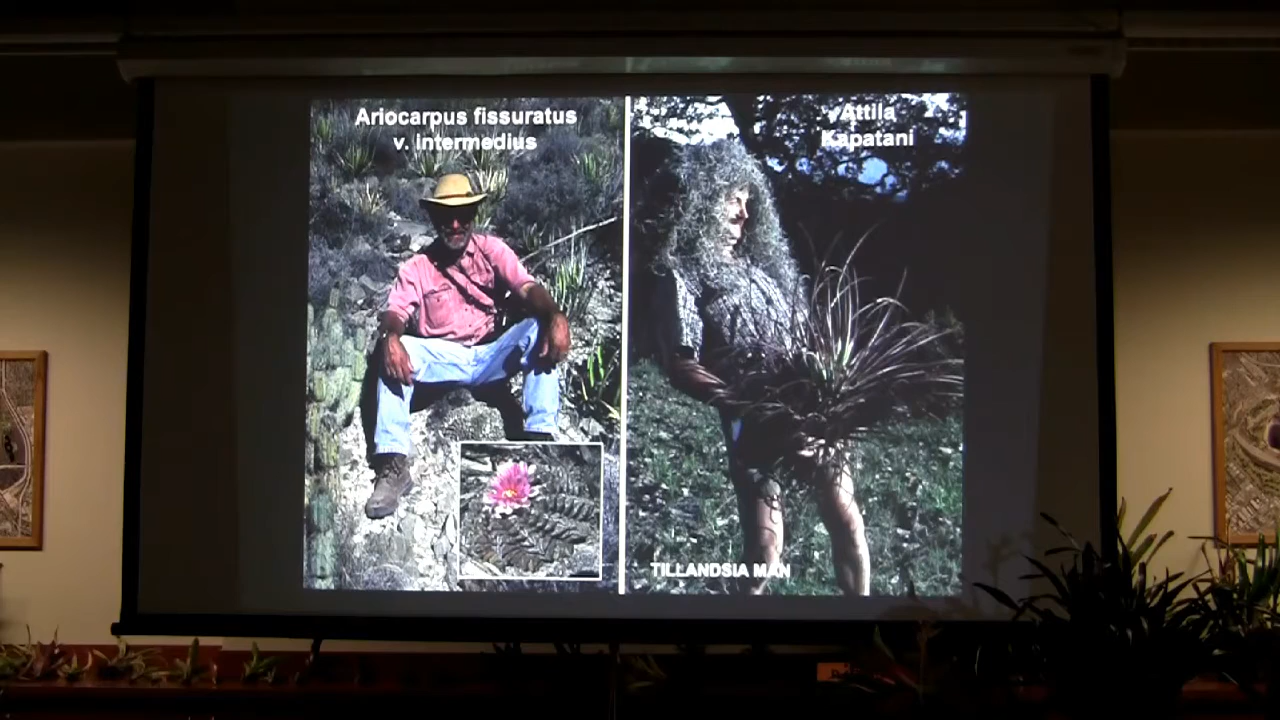 Ariocarpus fissuratus
v. intermedius
Attila
Kapatani
TILLANDSIA MAN